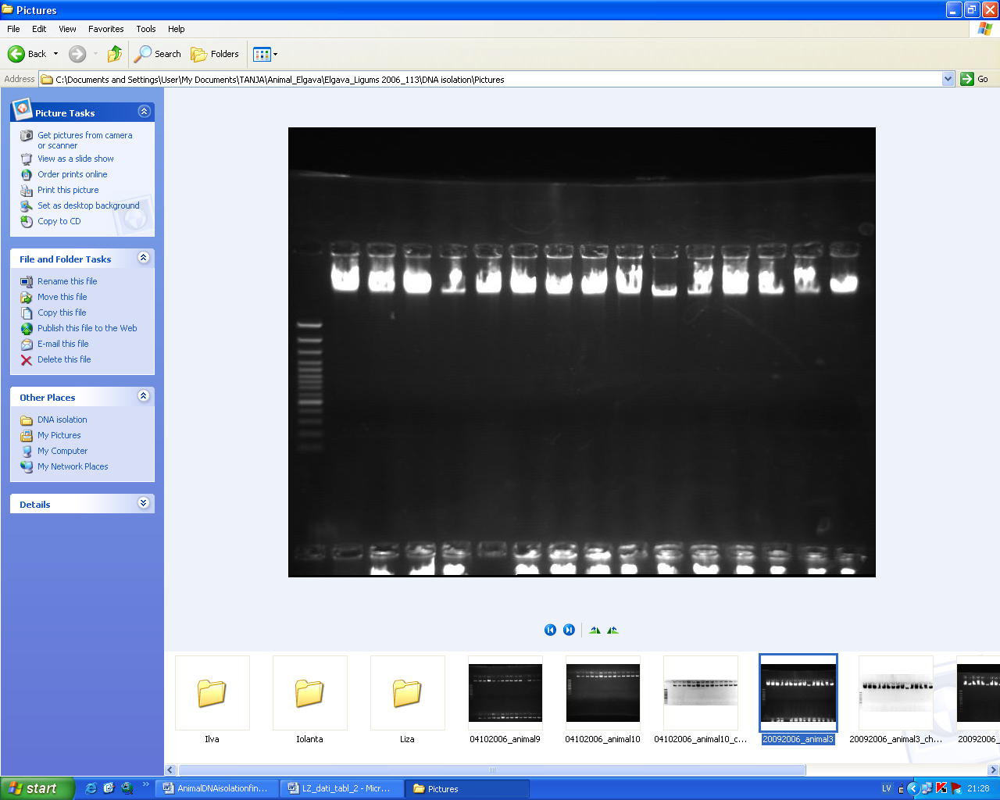 Pictures
File Edit View Favorites Tools Help
Back Search Folders
Address C:\Documents and Settings\User\My Documents\TANJA\Animal_Elgava\Elgava_Ligums 2006_113\DNA isolation\Pictures Go
Picture Tasks
Get pictures from camera
or scanner
View as a slide show
Order prints online
Print this picture
Set as desktop background
Copy to CD
File and Folder Tasks
Rename this file
Move this file
Copy this file
Publish this file to the Web
E-mail this file
Delete this file
Other Places
DNA isolation
My Pictures
My Computer
My Network Places
Details
Ilva Iolanta Liza 04102006_animal9 04102006_animal10 04102006_animal10_c... 20092006_animal3 20092006_animal3_ch... 20092006_
start AnimalDNAisolationfin... LZ_dati_tabl_2 - Micr... Pictures LV 21:28